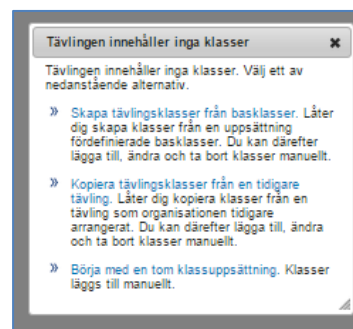 Tävlingen innehåller inga klasser
Tävlingen innehåller inga klasser. Välj ett av
nedanstående alternativ.
» Skapa tävlingsklasser från basklasser. Låter
dig skapa klasser från en uppsättning
fördefinierade basklasser. Du kan därefter
lägga till, ändra och ta bort klasser manuellt.
» Kopiera tävlingsklasser från en tidigare
tävling. Låter dig kopiera klasser från en
tävling som organisationen tidigare
arrangerat. Du kan därefter lägga till, ändra
och ta bort klasser manuellt.
» Börja med en tom klassuppsättning. Klasser
läggs till manuellt.